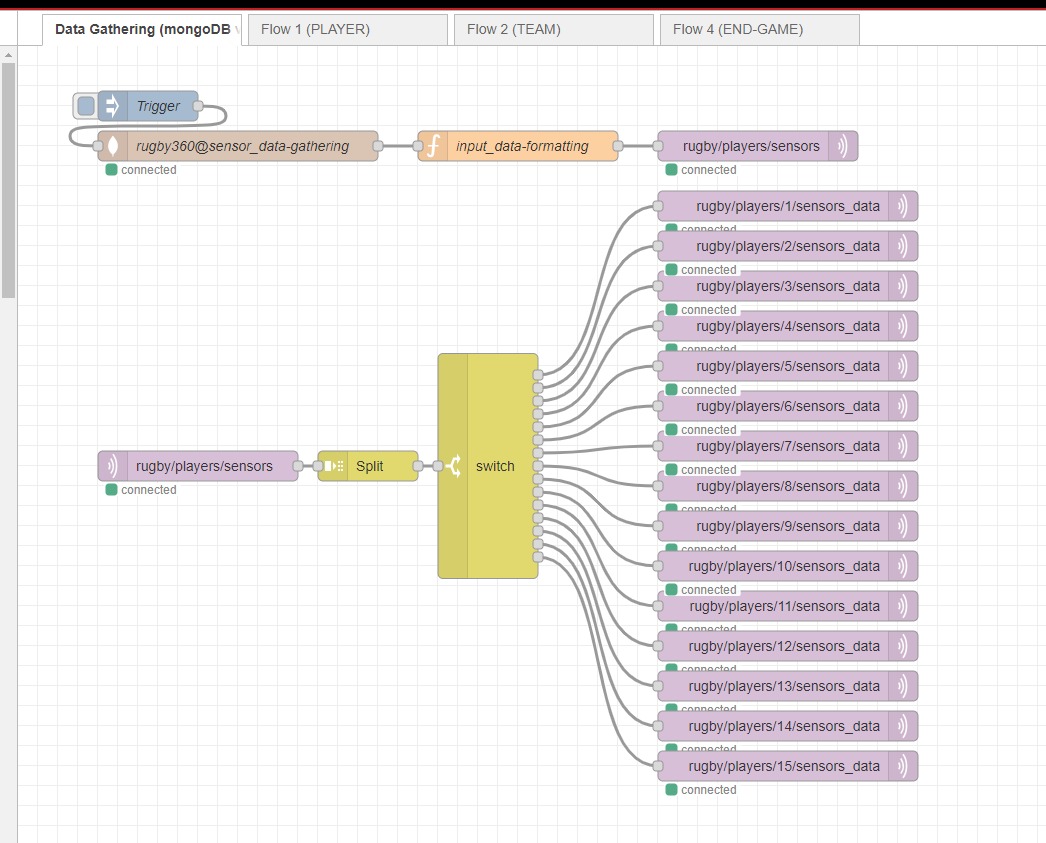 Data Gathering (mongoDB
Flow 1 (PLAYER)
Flow 2 (TEAM)
Flow 4 (END-GAME)
Trigger
rugby360@sensor_data-gathering
input_data-formatting
rugby/players/sensors
connected
connected
rugby/players/1/sensors_data
connected
rugby/players/2/sensors_data
connected
rugby/players/3/sensors_data
connected
rugby/players/4/sensors_data
connected
rugby/players/5/sensors_data
connected
rugby/players/6/sensors_data
connected
rugby/players/7/sensors_data
connected
rugby/players/sensors
Split
switch
connected
rugby/players/8/sensors_data
connected
rugby/players/9/sensors_data
connected
rugby/players/10/sensors_data
connected
rugby/players/11/sensors_data
connected
rugby/players/12/sensors_data
connected
rugby/players/13/sensors_data
connected
rugby/players/14/sensors_data
connected
rugby/players/15/sensors_data
connected